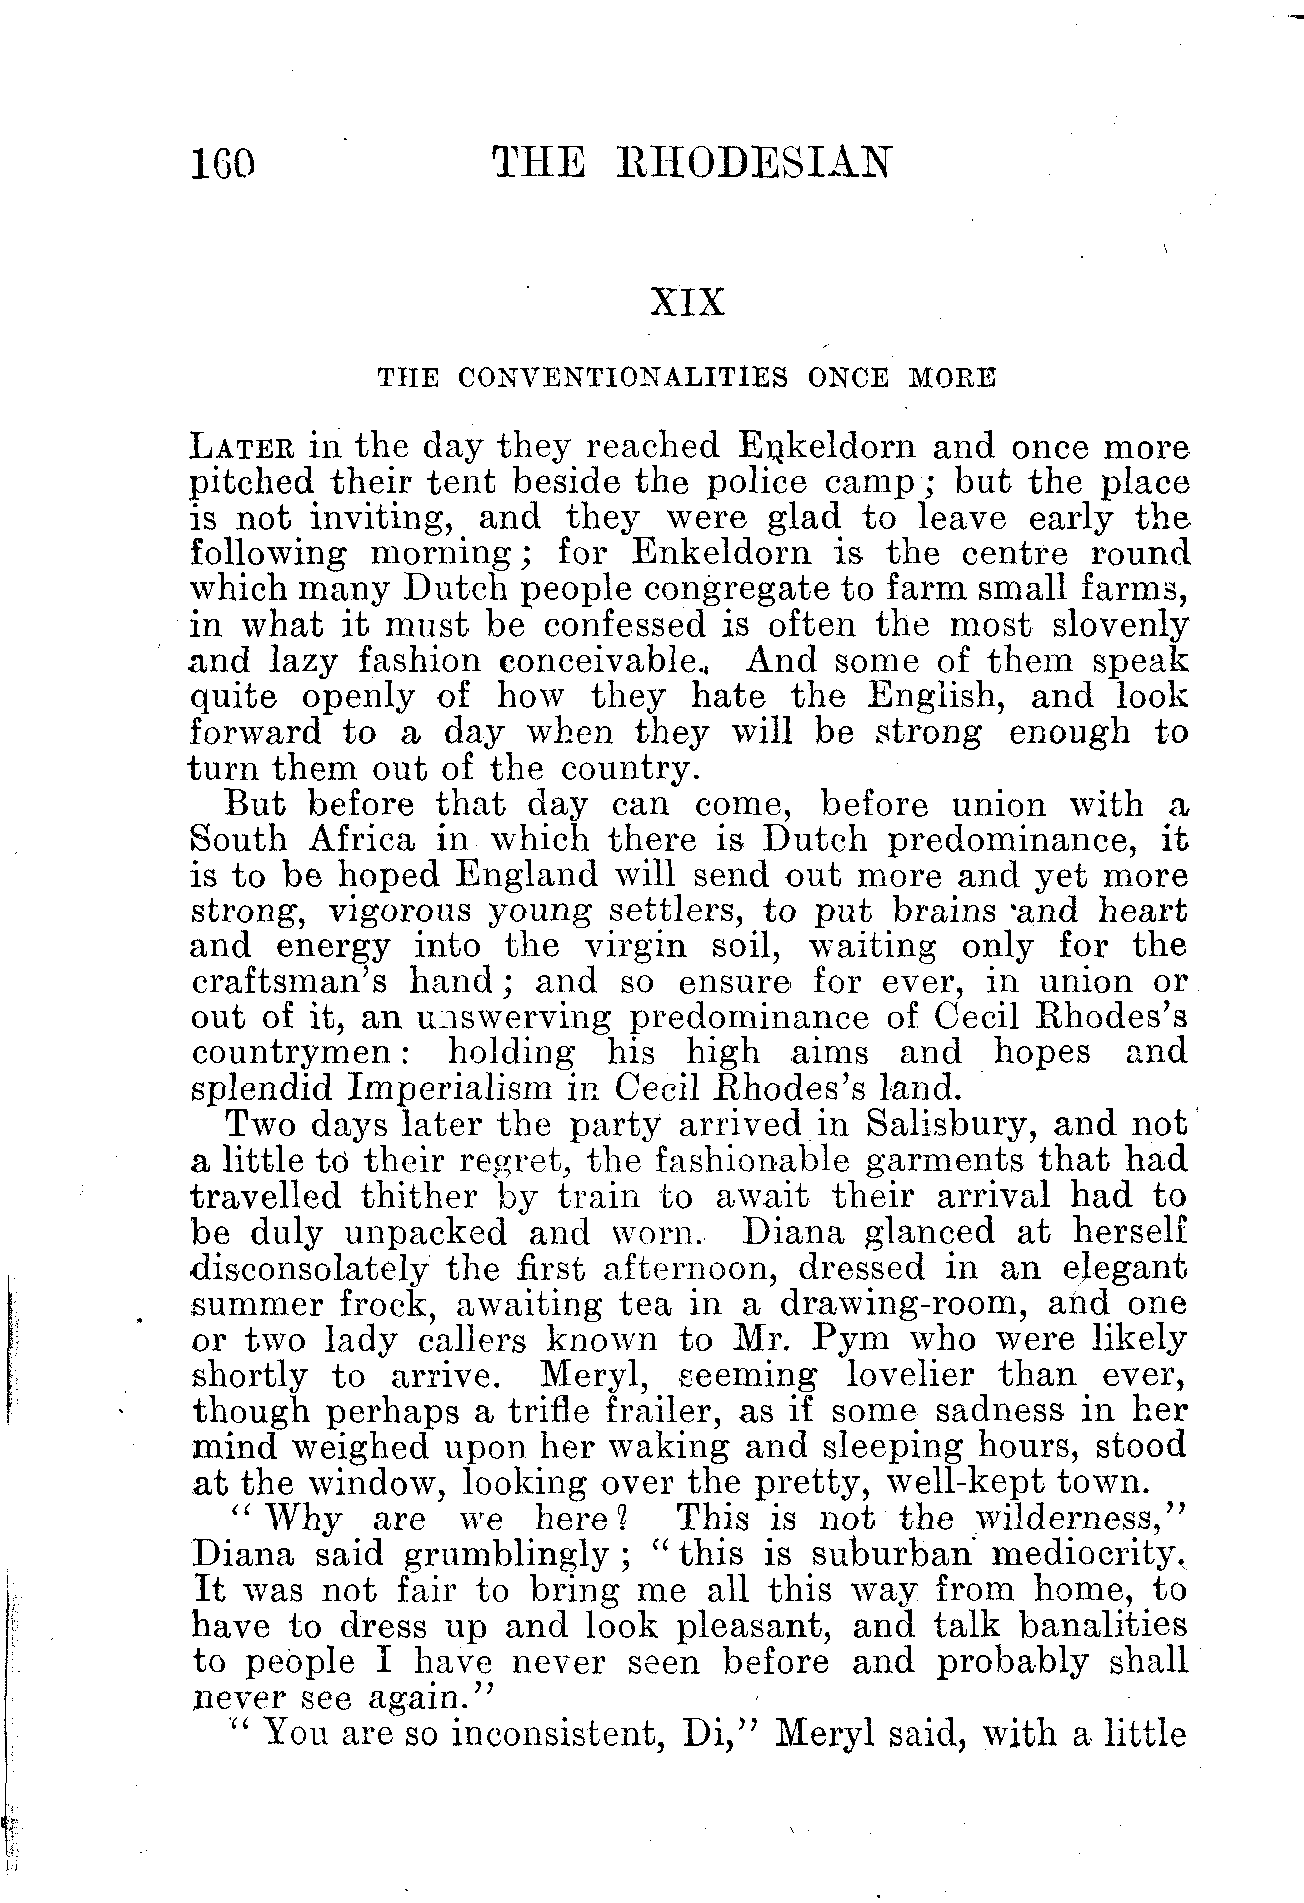 160 THE RHODESIAN
XIX
THE CONVENTIONALITIES ONCE MORE
LATER in the day they reached Enkeldorn and once more
pitched their tent beside the police camp; but the place
is not inviting, and they were glad to leave early the
following morning; for Enkeldorn is the centre round
which many Dutch people congregate to farm small farms,
in what it must be confessed is often the most slovenly
and lazy fashion conceivable. And some of them speak
quite openly of how they hate the English, and look
forward to a day when they will be strong enough to
turn them out of the country.
But before that day can come, before union with a
South Africa in which there is Dutch predominance, it
is to be hoped England will send out more and yet more
strong, vigorous young settlers, to put brains and heart
and energy into the virgin soil, waiting only for the
craftsman's hand; and so ensure for ever, in union or
out of it, an unswerving predominance of Cecil Rhodes's
countrymen: holding his high aims and hopes and
splendid Imperialism in Cecil Rhodes's land.
Two days later the party arrived in Salisbury, and not
a little to their regret, the fashionable garments that had
travelled thither by train to await their arrival had to
be duly unpacked and worn. Diana glanced at herself
disconsolately the first afternoon, dressed in an elegant
summer frock, awaiting tea in a drawing-room, and one
or two lady callers known to Mr. Pym who were likely
shortly to arrive. Meryl, seeming lovelier than ever,
though perhaps a trifle frailer, as if some sadness in her
mind weighed upon her waking and sleeping hours, stood
at the window, looking over the pretty, well-kept town.
"Why are we here? This is not the wilderness,"
Diana said grumblingly; "this is suburban mediocrity.
It was not fair to bring me all this way from home, to
have to dress up and look pleasant, and talk banalities
to people I have never seen before and probably shall
never see again."
"You are so inconsistent, Di," Meryl said, with a little